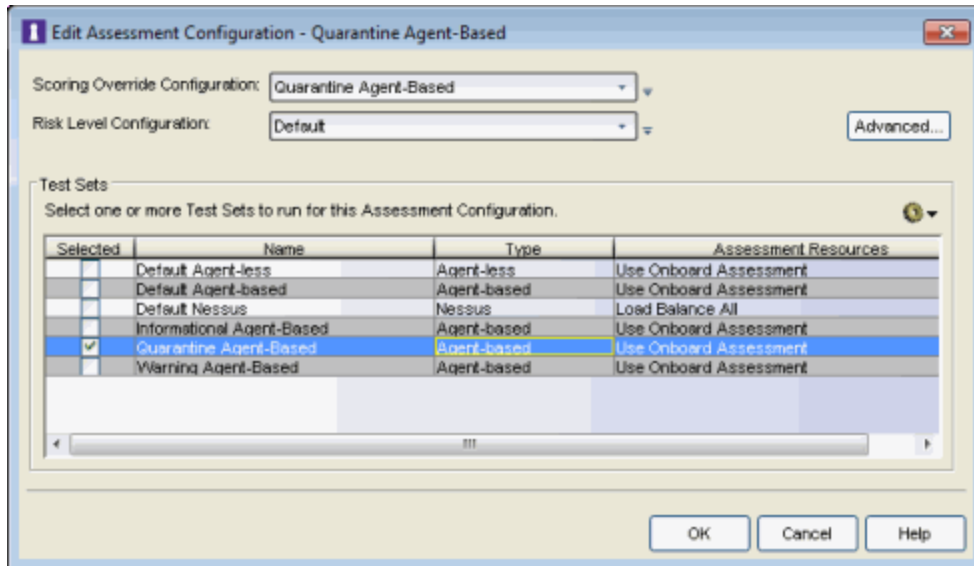 Edit Assessment Configuration - Quarantine Agent-Based
Scoring Override Configuration: Quarantine Agent-Based
Risk Level Configuration: Default Advanced...
Test Sets
Select one or more Test Sets to run for this Assessment Configuration.
Selected Name Type Assessment Resources
Default Agent-less Agent-less Use Onboard Assessment
Default Agent-based Agent-based Use Onboard Assessment
Default Nessus Nessus Load Balance All
Informational Agent-Based Agent-based Use Onboard Assessment
Quarantine Agent-Based Agent-based Use Onboard Assessment
Warning Agent-Based Agent-based Use Onboard Assessment
OK Cancel Help